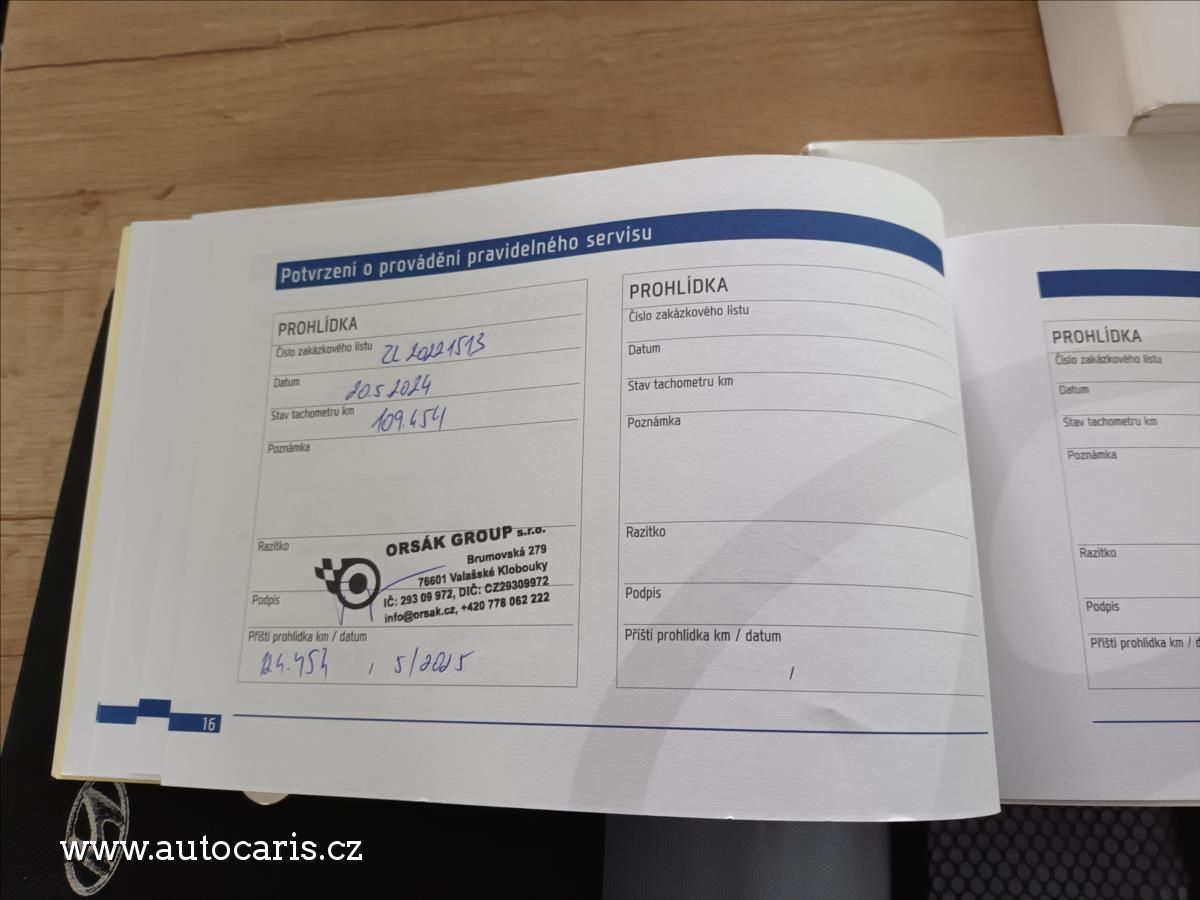 Potvrzení o provádění pravidelného servisu
PROHLÍDKA
Číslo zakázkového listu ZL 20221513
Datum 20.5.2024
Stav tachometru km 109.454
Poznámka
Razítko
ORSÁK GROUP s.r.o.
Brumovská 279
76601 Valašské Klobouky
IČ: 293 09 972, DIČ: CZ29309972
info@orsak.cz, +420 778 062 222
Podpis
Příští prohlídka km / datum
124.454 / 5/2025
16
PROHLÍDKA
Číslo zakázkového listu
Datum
Stav tachometru km
Poznámka
Razítko
Podpis
Příští prohlídka km / datum
/
PROHLÍDKA
Číslo zakázkového listu
Datum
Stav tachometru km
Poznámka
Razítko
Podpis
Příští prohlídka km / d
www.autocaris.cz